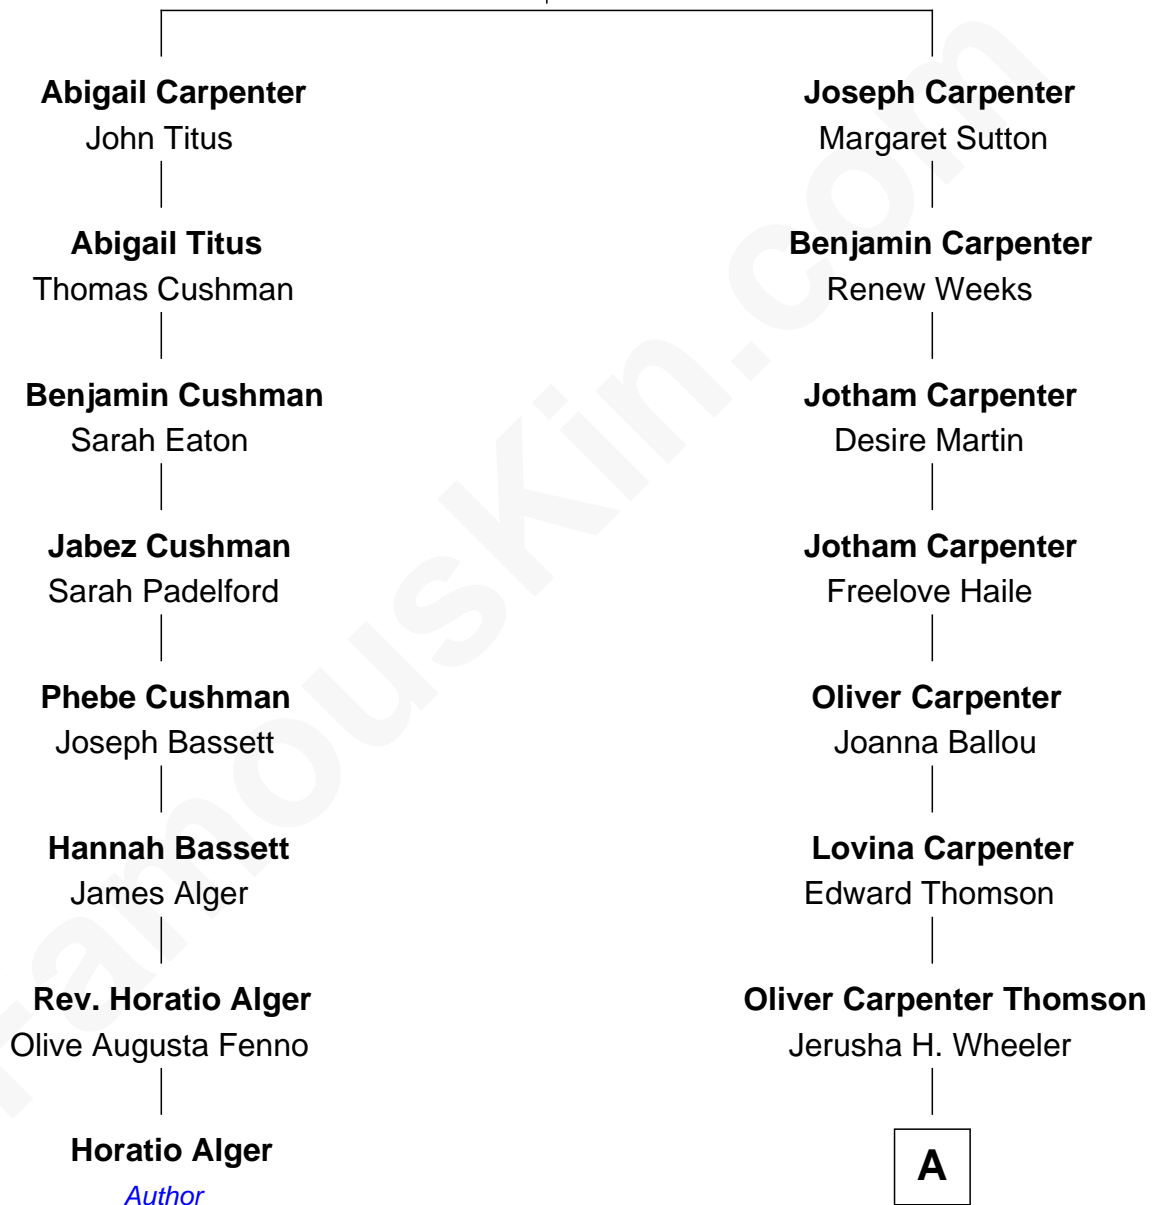 Abigail Carpenter
John Titus
Abigail Titus
Thomas Cushman
Benjamin Cushman
Sarah Eaton
Jabez Cushman
Sarah Padelford
Phebe Cushman
Joseph Bassett
Hannah Bassett
James Alger
Rev. Horatio Alger
Olive Augusta Fenno
Horatio Alger
Author
Joseph Carpenter
Margaret Sutton
Benjamin Carpenter
Renew Weeks
Jotham Carpenter
Desire Martin
Jotham Carpenter
Freelove Haile
Oliver Carpenter
Joanna Ballou
Lovina Carpenter
Edward Thomson
Oliver Carpenter Thomson
Jerusha H. Wheeler
A
FamousKin.com